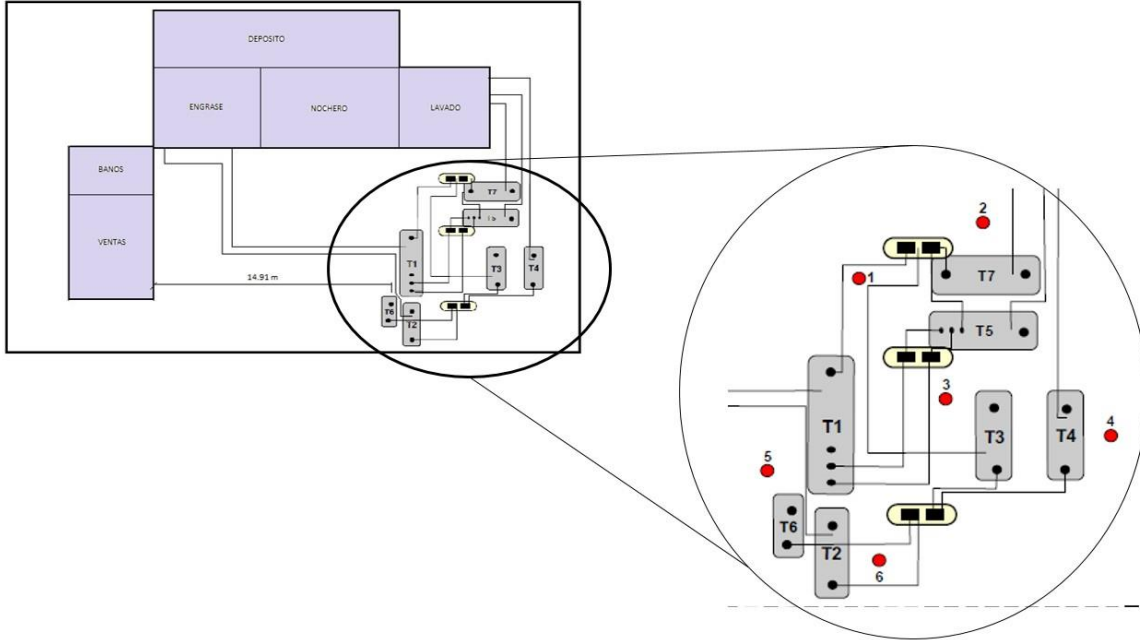 DEPOSITO
ENGRASE
NOCHERO
LAVADO
BANOS
VENTAS
14.91 m
T7
T1
T3
T4
T6
T2
2
1
T7
T5
3
T1
T3
T4
4
5
T6
T2
6